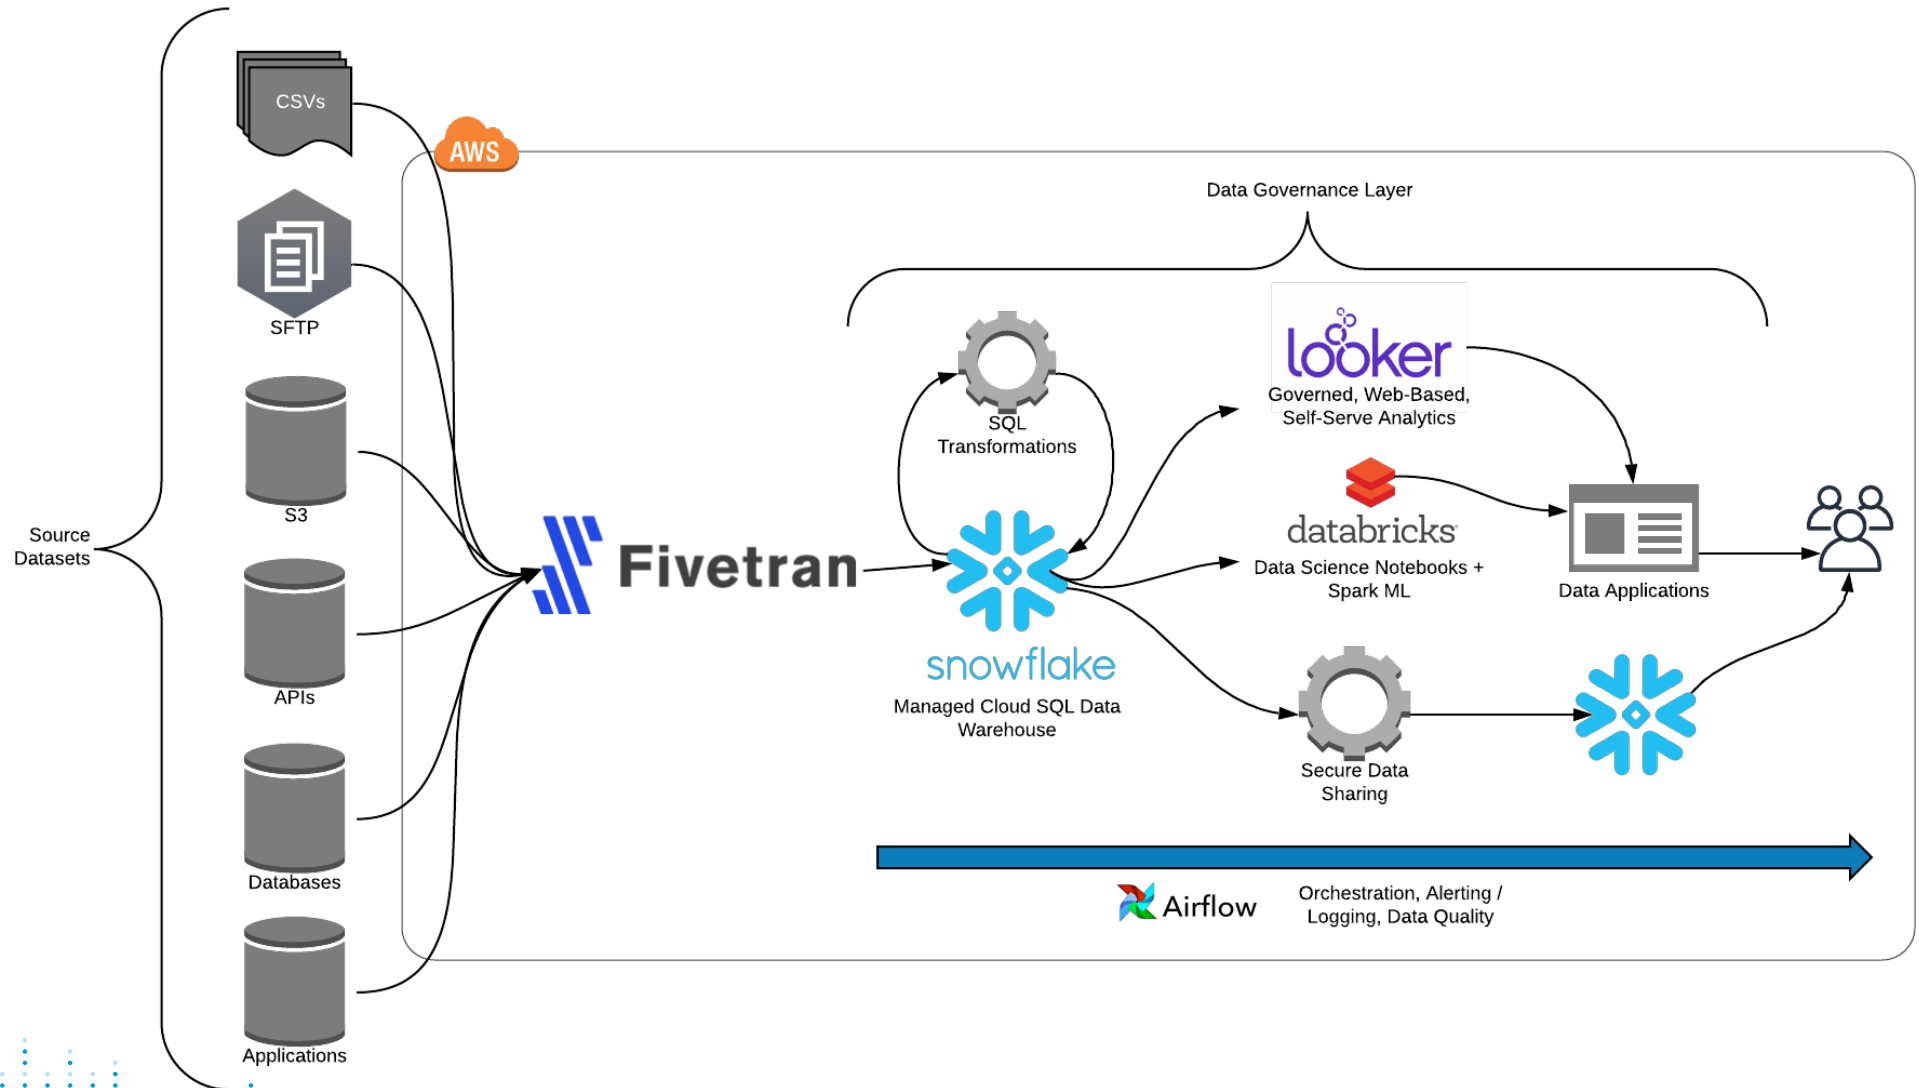 Source
Datasets
CSVs
SFTP
S3
APIs
Databases
Applications
AWS
Fivetran
Data Governance Layer
SQL
Transformations
snowflake
Managed Cloud SQL Data
Warehouse
looker
Governed, Web-Based,
Self-Serve Analytics
databricks
Data Science Notebooks +
Spark ML
Secure Data
Sharing
Data Applications
Airflow
Orchestration, Alerting /
Logging, Data Quality